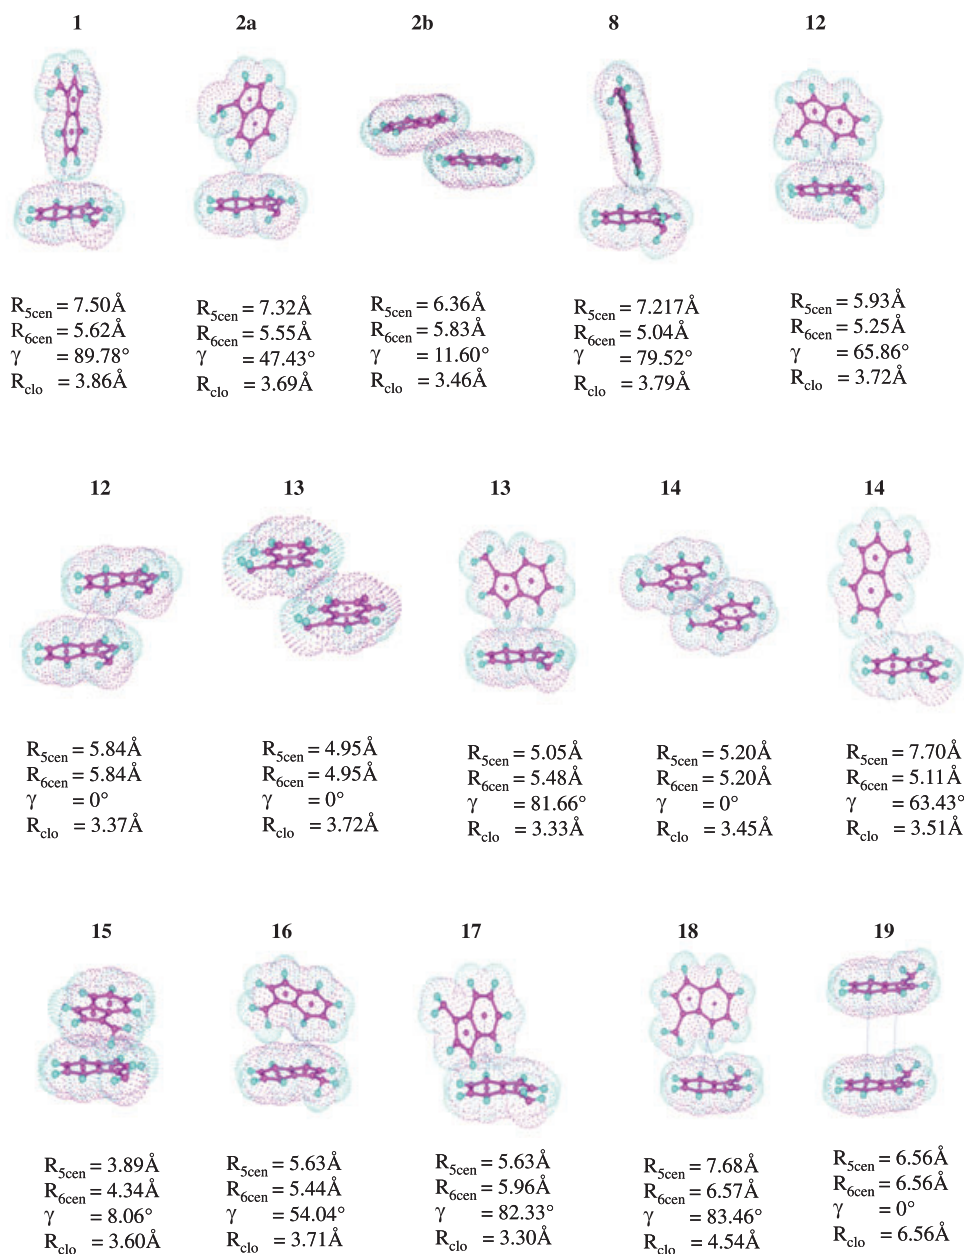 1 2a 2b 8 12
R5cen = 7.50Å
R6cen = 5.62Å
γ = 89.78°
Rclo = 3.86Å
R5cen = 7.32Å
R6cen = 5.55Å
γ = 47.43°
Rclo = 3.69Å
R5cen = 6.36Å
R6cen = 5.83Å
γ = 11.60°
Rclo = 3.46Å
R5cen = 7.217Å
R6cen = 5.04Å
γ = 79.52°
Rclo = 3.79Å
R5cen = 5.93Å
R6cen = 5.25Å
γ = 65.86°
Rclo = 3.72Å
12 13 13 14 14
R5cen = 5.84Å
R6cen = 5.84Å
γ = 0°
Rclo = 3.37Å
R5cen = 4.95Å
R6cen = 4.95Å
γ = 0°
Rclo = 3.72Å
R5cen = 5.05Å
R6cen = 5.48Å
γ = 81.66°
Rclo = 3.33Å
R5cen = 5.20Å
R6cen = 5.20Å
γ = 0°
Rclo = 3.45Å
R5cen = 7.70Å
R6cen = 5.11Å
γ = 63.43°
Rclo = 3.51Å
15 16 17 18 19
R5cen = 3.89Å
R6cen = 4.34Å
γ = 8.06°
Rclo = 3.60Å
R5cen = 5.63Å
R6cen = 5.44Å
γ = 54.04°
Rclo = 3.71Å
R5cen = 5.63Å
R6cen = 5.96Å
γ = 82.33°
Rclo = 3.30Å
R5cen = 7.68Å
R6cen = 6.57Å
γ = 83.46°
Rclo = 4.54Å
R5cen = 6.56Å
R6cen = 6.56Å
γ = 0°
Rclo = 6.56Å